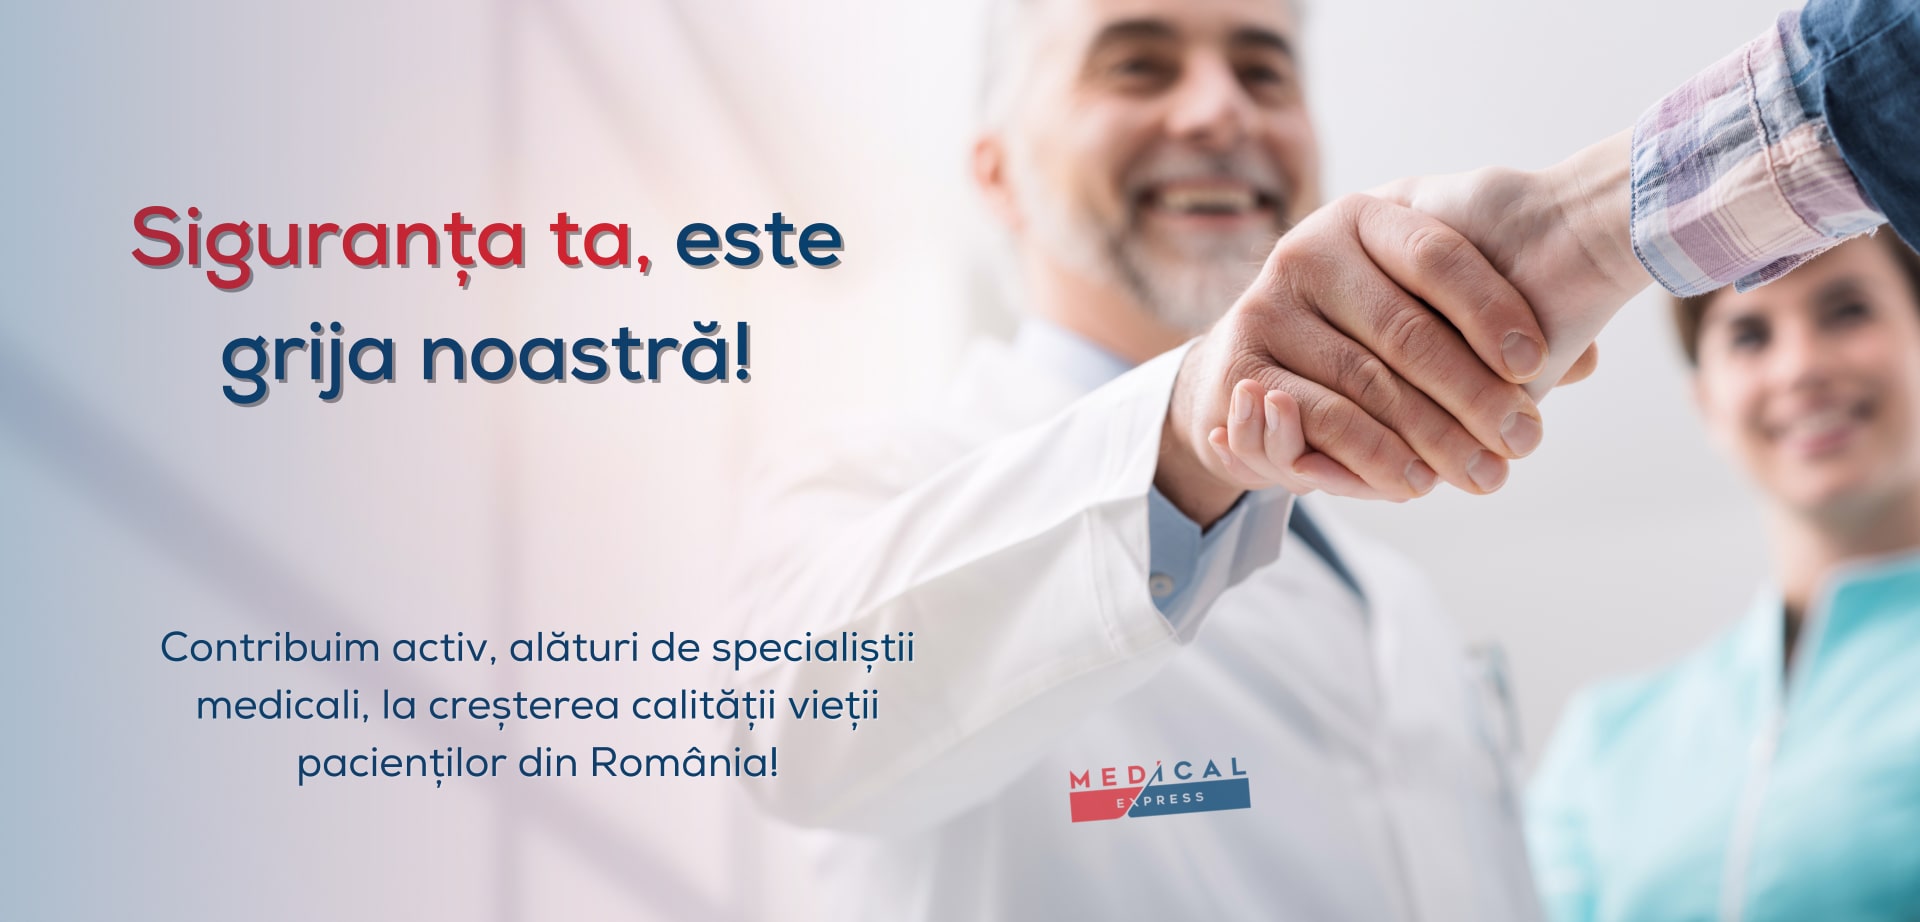 Siguranța ta, este
grija noastră!
Contribuim activ, alături de specialiștii
medicali, la creșterea calității vieții
pacienților din România!
MEDICAL
EXPRESS